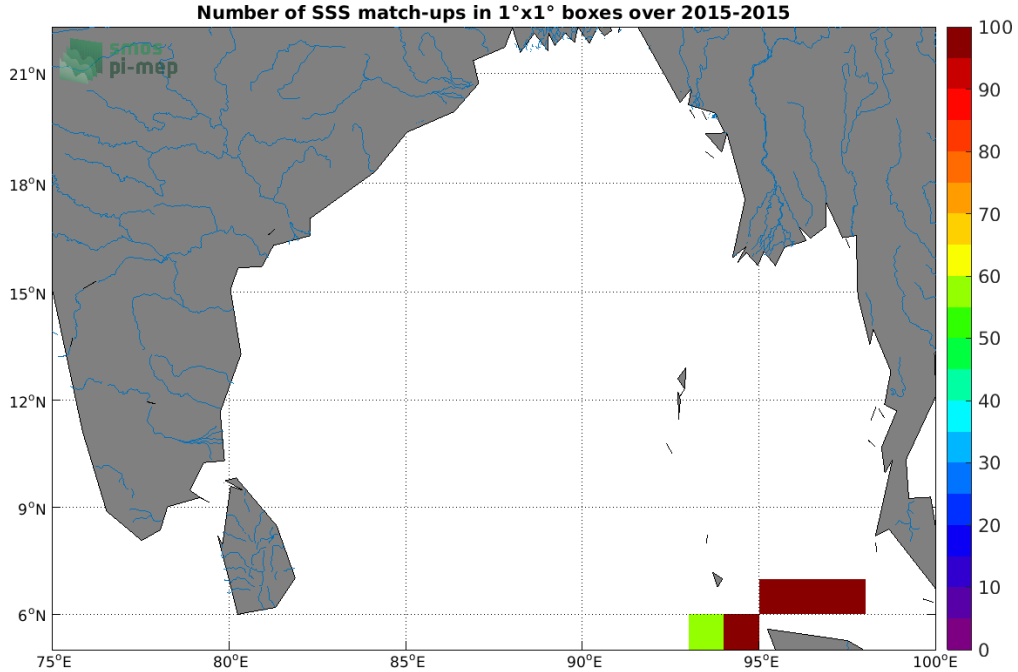 Number of SSS match-ups in 1°x1° boxes over 2015-2015
smos
pi-mep
21°N
18°N
15°N
12°N
9°N
6°N
75°E
80°E
85°E
90°E
95°E
100°E
100
90
80
70
60
50
40
30
20
10
0